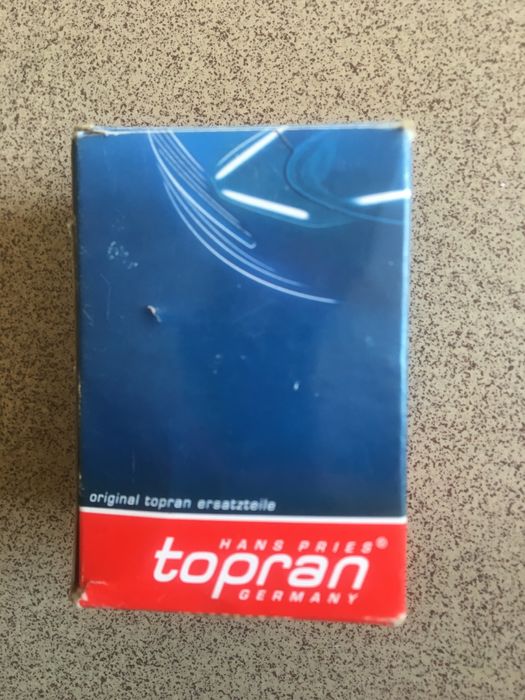 original topran ersatzteile
HANS PRIES®
topran
GERMANY